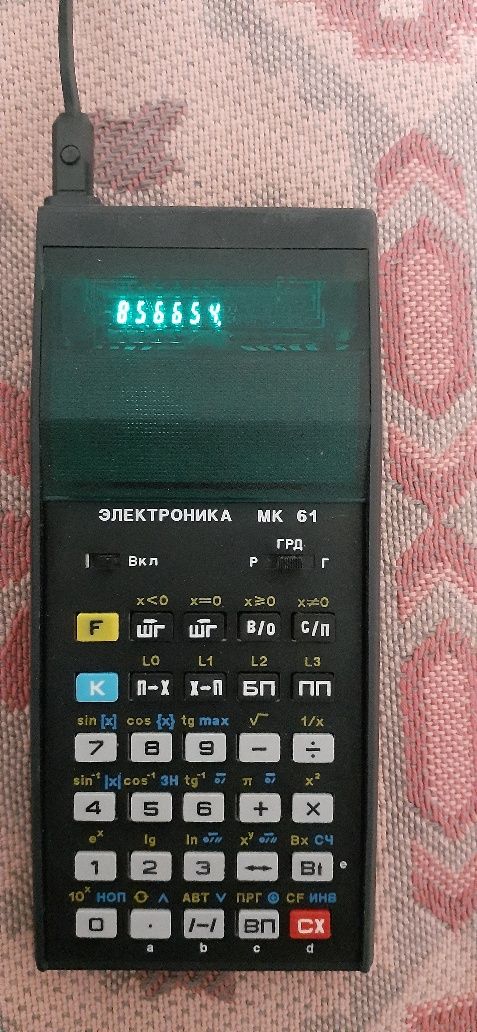 856654.
ЭЛЕКТРОНИКА МК 61
ГРД
Вкл Р Г
x<0 x=0 x≥0 x≠0
F ШГ ШГ В/О С/П
L0 L1 L2 L3
К П→Х Х→П БП ПП
sin [x] cos {x} tg max √ 1/x
7 8 9 − ÷
sin⁻¹ |x| cos⁻¹ ЗН tg⁻¹ π x²
4 5 6 + ×
eˣ lg ln xʸ Вх СЧ
1 2 3 ↔ В↑ e
10ˣ НОП ↻ ∧ АВТ ∨ ПРГ ⊕ CF ИНВ
0 . /−/ ВП СХ
a b c d